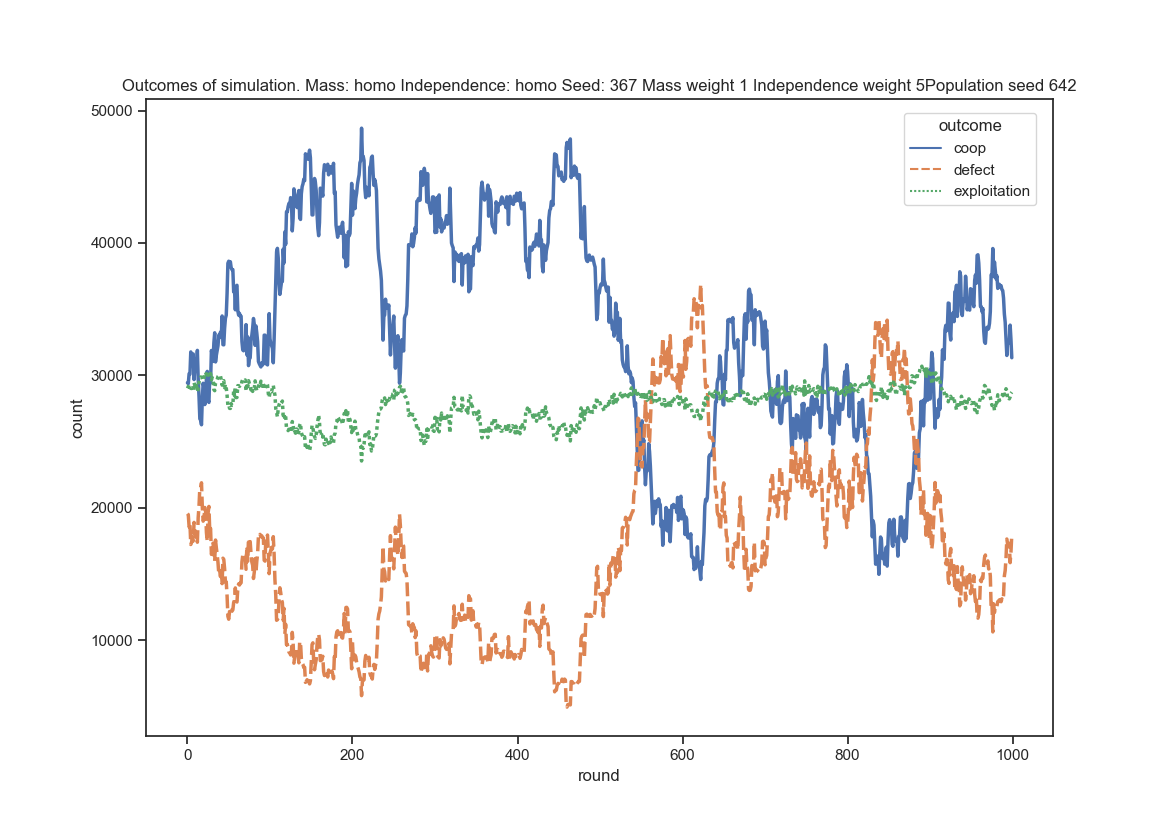 Outcomes of simulation. Mass: homo Independence: homo Seed: 367 Mass weight 1 Independence weight 5Population seed 642
50000
40000
30000
20000
10000
count
outcome
coop
defect
exploitation
0
200
400
600
800
1000
round